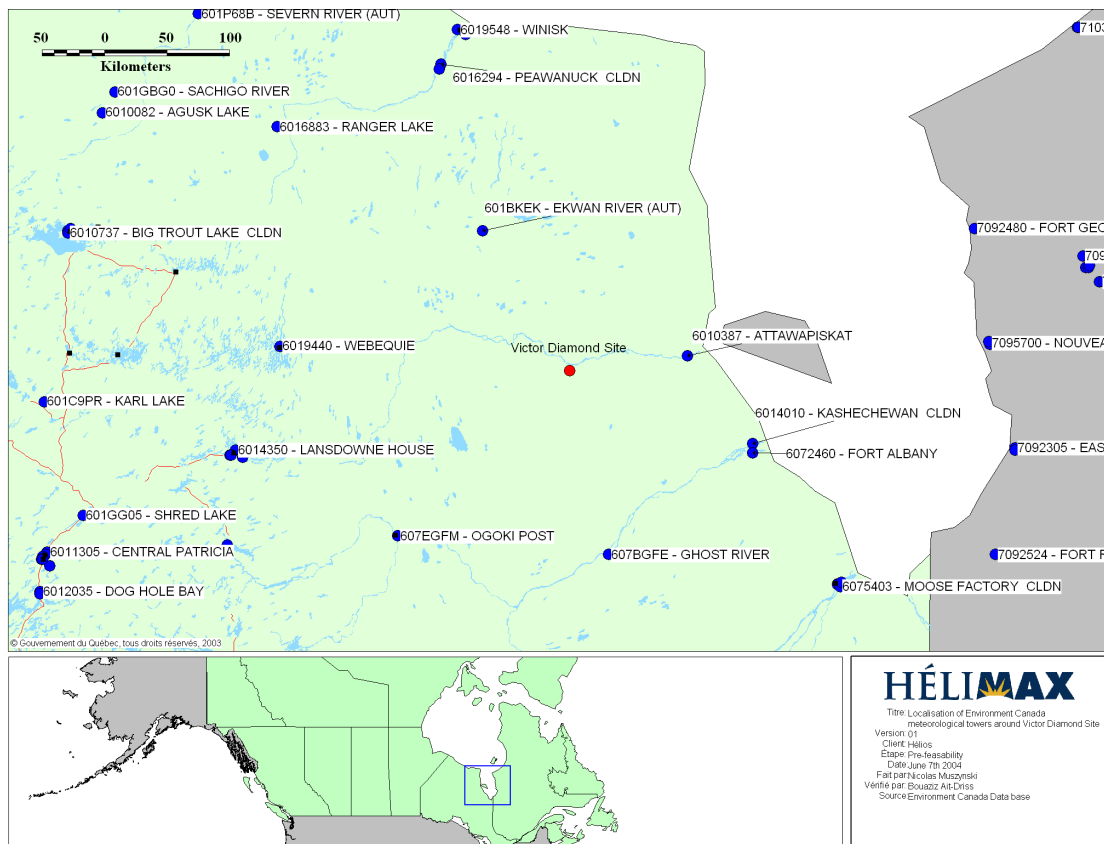 601P68B - SEVERN RIVER (AUT)
6019548 - WINISK
7103
50 0 50 100
Kilometers
6016294 - PEAWANUCK CLDN
601GBG0 - SACHIGO RIVER
6010082 - AGUSK LAKE
6016883 - RANGER LAKE
601BKEK - EKWAN RIVER (AUT)
6010737 - BIG TROUT LAKE CLDN
7092480 - FORT GEO
709
6019440 - WEBEQUIE
Victor Diamond Site
6010387 - ATTAWAPISKAT
7095700 - NOUVEA
601C9PR - KARL LAKE
6014010 - KASHECHEWAN CLDN
6014350 - LANSDOWNE HOUSE
6072460 - FORT ALBANY
7092305 - EAS
601GG05 - SHRED LAKE
607EGFM - OGOKI POST
6011305 - CENTRAL PATRICIA
607BGFE - GHOST RIVER
7092524 - FORT R
6012035 - DOG HOLE BAY
6075403 - MOOSE FACTORY CLDN
© Gouvernement du Québec, tous droits réservés, 2003
HÉLIMAX
Titre: Localisation of Environment Canada
meteorological towers around Victor Diamond Site
Version: 01
Client: Hélios
Étape: Pre-feasability
Date: June 7th 2004
Fait par: Nicolas Muszynski
Vérifié par: Bouaziz Ait-Driss
Source: Environment Canada Data base